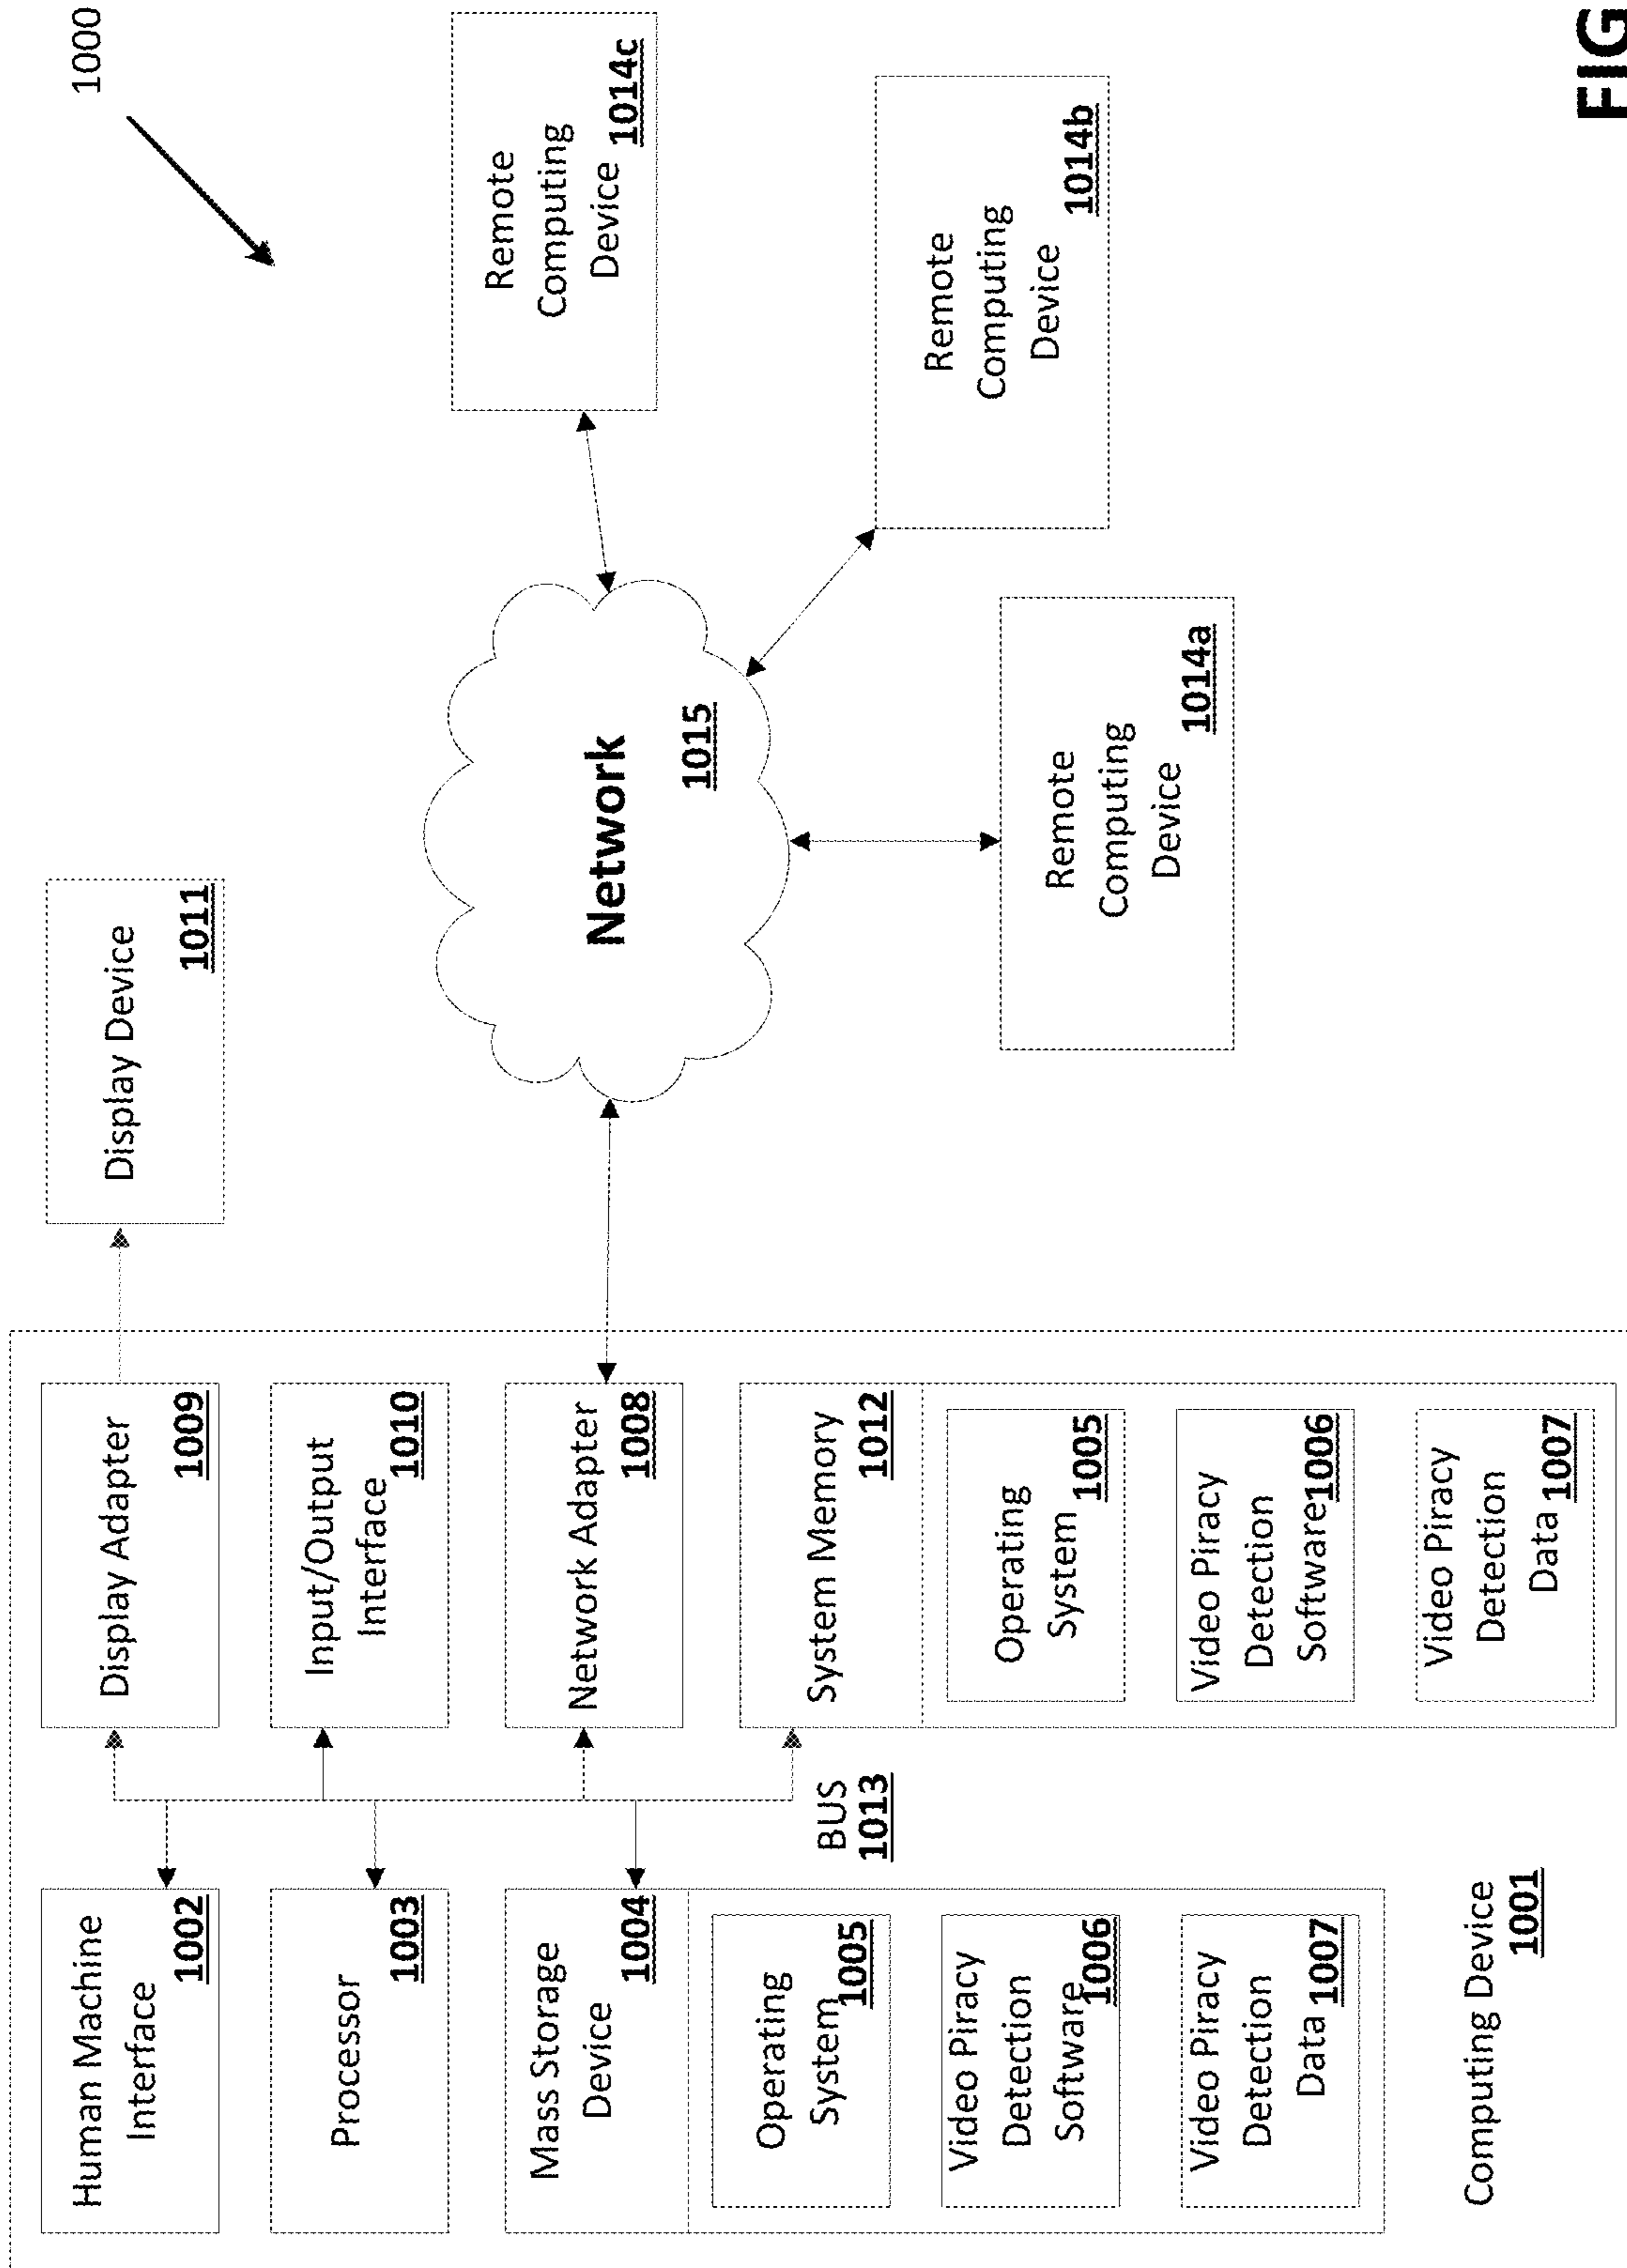 1000
Human Machine
Interface
1002
Processor
1003
Mass Storage
Device
1004
Operating
System
1005
Video Piracy
Detection
Software
1006
Video Piracy
Detection
Data 1007
Computing Device
1001
BUS
1013
Display Adapter
1009
Input/Output
Interface
1010
Network Adapter
1008
System Memory
1012
Operating
System
1005
Video Piracy
Detection
Software 1006
Video Piracy
Detection
Data 1007
Display Device
1011
Network
1015
Remote
Computing
Device
1014a
Remote
Computing
Device
1014b
Remote
Computing
Device 1014c
FIG